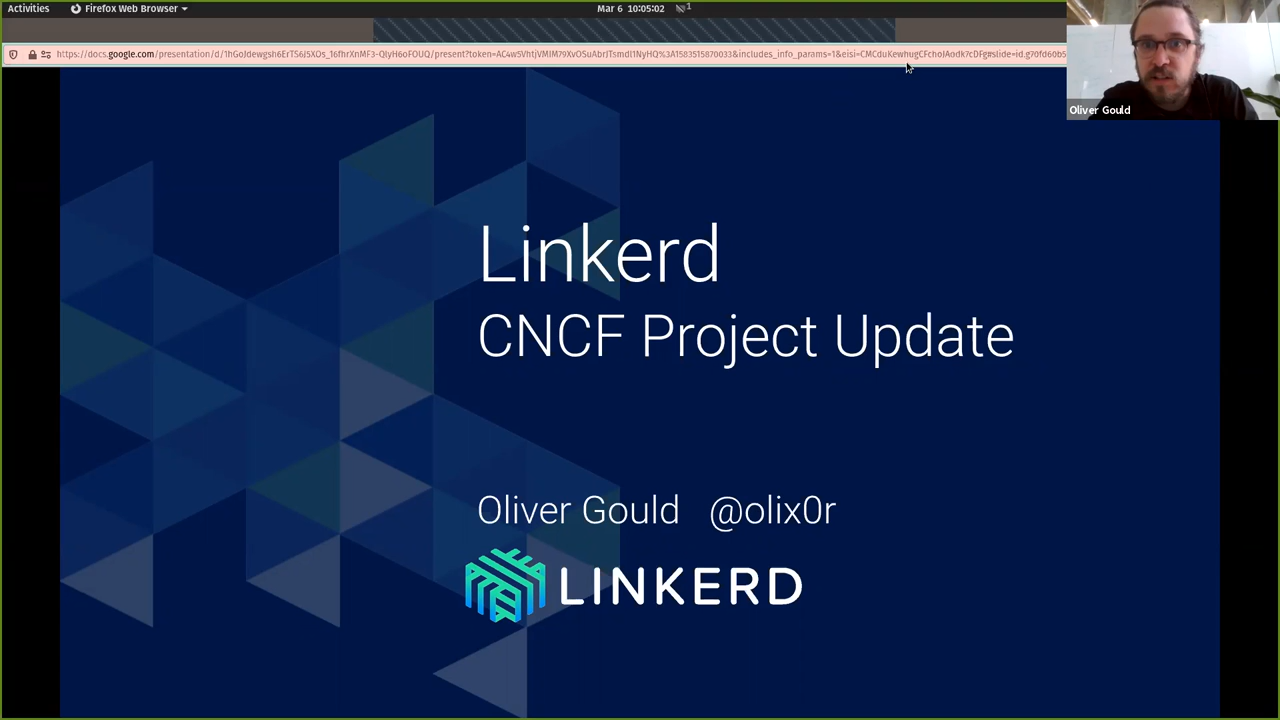 Activities
Firefox Web Browser
Mar 6 10:05:02
1
Oliver Gould
Linkerd
CNCF Project Update
Oliver Gould @olix0r
LINKERD